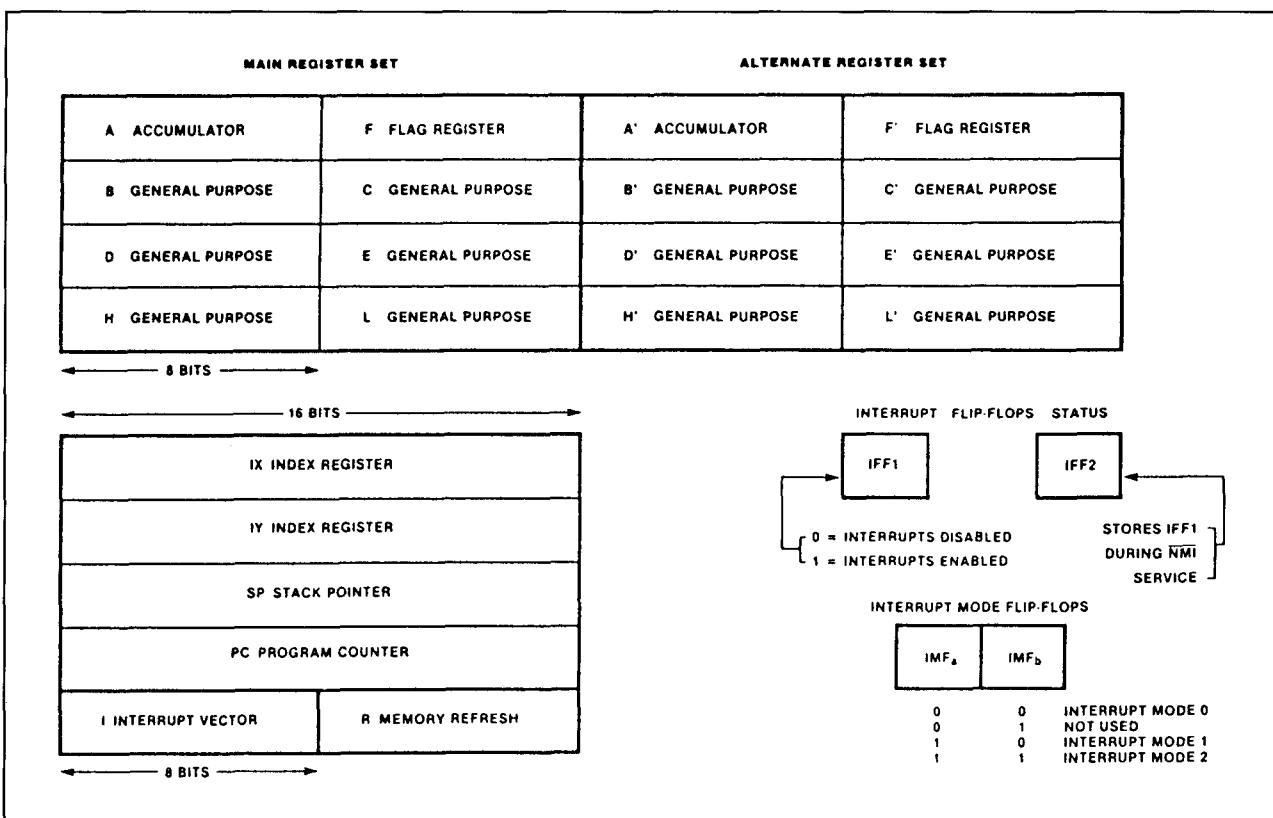 MAIN REGISTER SET
ALTERNATE REGISTER SET
A ACCUMULATOR
F FLAG REGISTER
A' ACCUMULATOR
F' FLAG REGISTER
B GENERAL PURPOSE
C GENERAL PURPOSE
B' GENERAL PURPOSE
C' GENERAL PURPOSE
D GENERAL PURPOSE
E GENERAL PURPOSE
D' GENERAL PURPOSE
E' GENERAL PURPOSE
H GENERAL PURPOSE
L GENERAL PURPOSE
H' GENERAL PURPOSE
L' GENERAL PURPOSE
8 BITS
16 BITS
IX INDEX REGISTER
IY INDEX REGISTER
SP STACK POINTER
PC PROGRAM COUNTER
I INTERRUPT VECTOR
R MEMORY REFRESH
8 BITS
INTERRUPT FLIP-FLOPS STATUS
IFF1
IFF2
0 = INTERRUPTS DISABLED
1 = INTERRUPTS ENABLED
STORES IFF1
DURING N̅M̅I̅
SERVICE
INTERRUPT MODE FLIP-FLOPS
IMFa
IMFb
0 0 INTERRUPT MODE 0
0 1 NOT USED
1 0 INTERRUPT MODE 1
1 1 INTERRUPT MODE 2